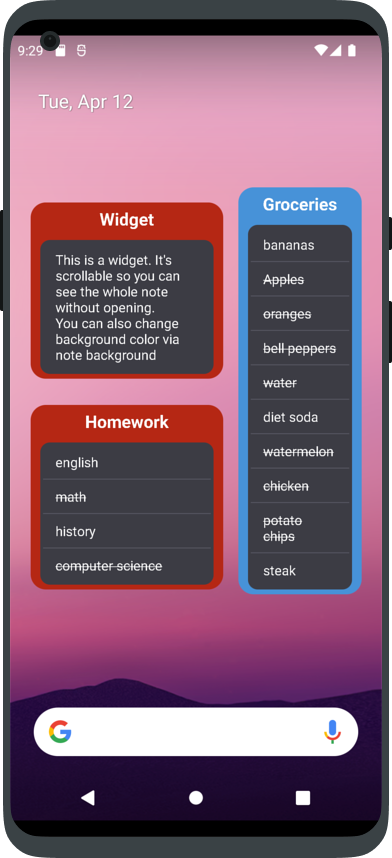 9:29
Tue, Apr 12
Widget
This is a widget. It's
scrollable so you can
see the whole note
without opening.
You can also change
background color via
note background
Homework
english
math
history
computer science
Groceries
bananas
Apples
oranges
bell peppers
water
diet soda
watermelon
chicken
potato
chips
steak